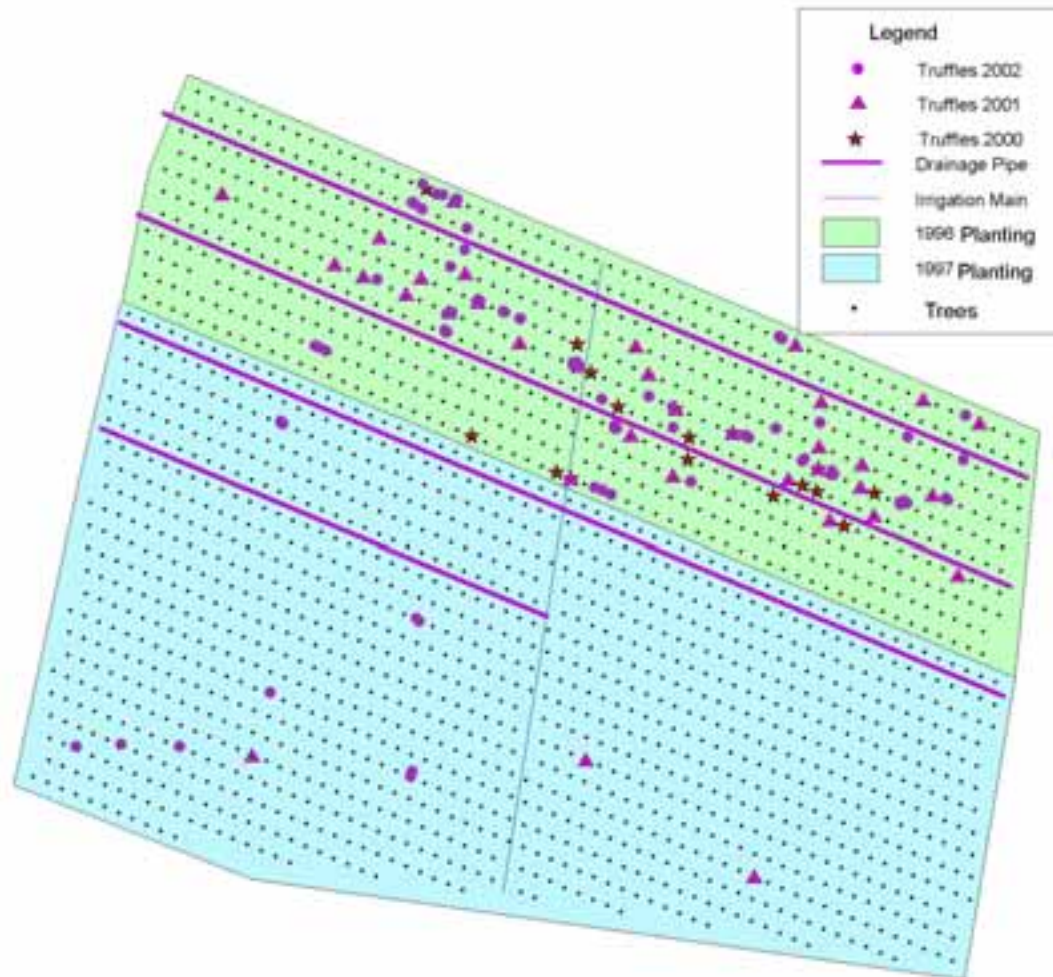 Legend
Truffles 2002
Truffles 2001
Truffles 2000
Drainage Pipe
Irrigation Main
1996 Planting
1997 Planting
Trees